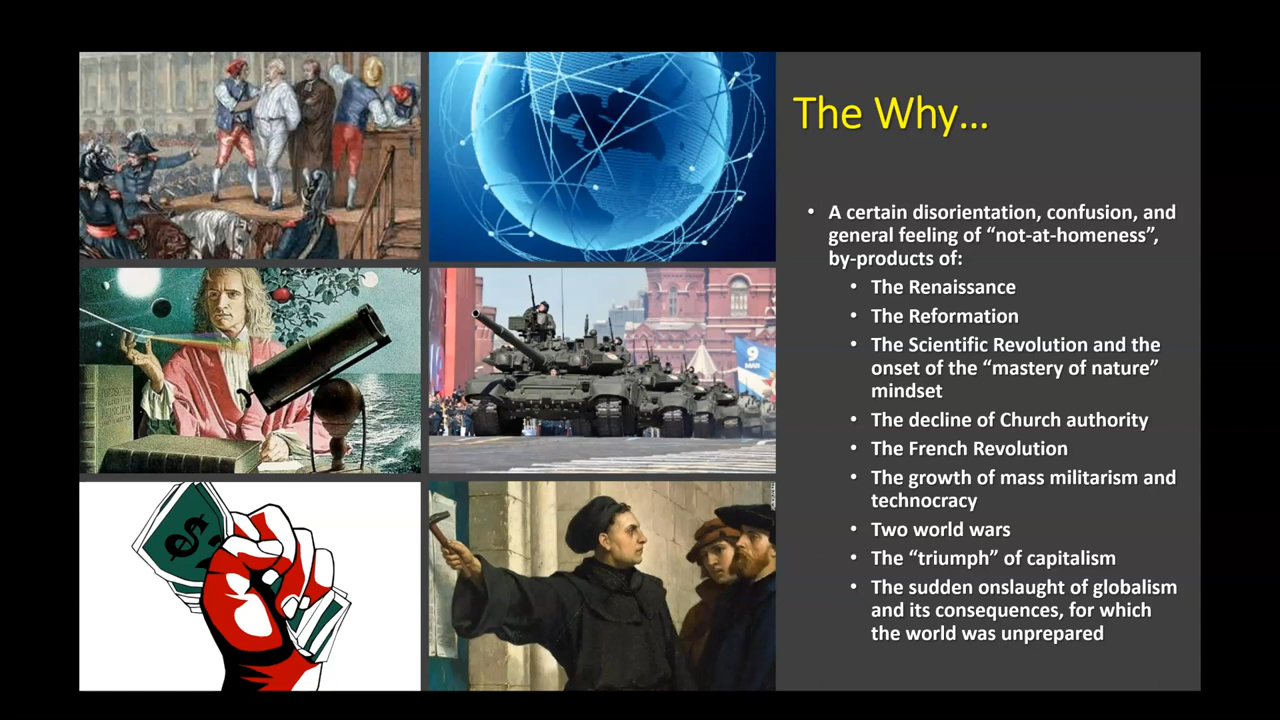 The Why...
• A certain disorientation, confusion, and
general feeling of “not-at-homeness”,
by-products of:
• The Renaissance
• The Reformation
• The Scientific Revolution and the
onset of the “mastery of nature”
mindset
• The decline of Church authority
• The French Revolution
• The growth of mass militarism and
technocracy
• Two world wars
• The “triumph” of capitalism
• The sudden onslaught of globalism
and its consequences, for which
the world was unprepared
9
МАЯ
$